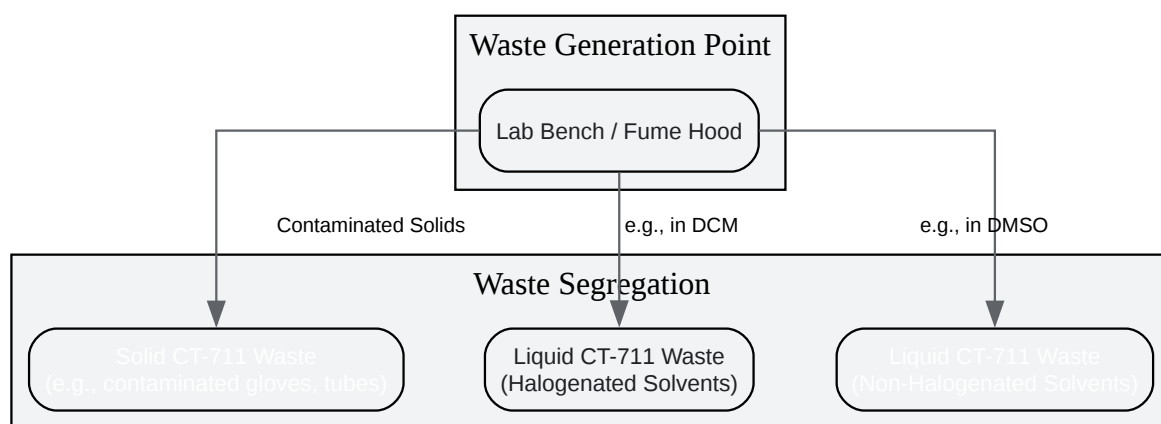 Waste Generation Point
Lab Bench / Fume Hood
Contaminated Solids
e.g., in DCM
e.g., in DMSO
Waste Segregation
Solid CT-711 Waste
(e.g., contaminated gloves, tubes)
Liquid CT-711 Waste
(Halogenated Solvents)
Liquid CT-711 Waste
(Non-Halogenated Solvents)